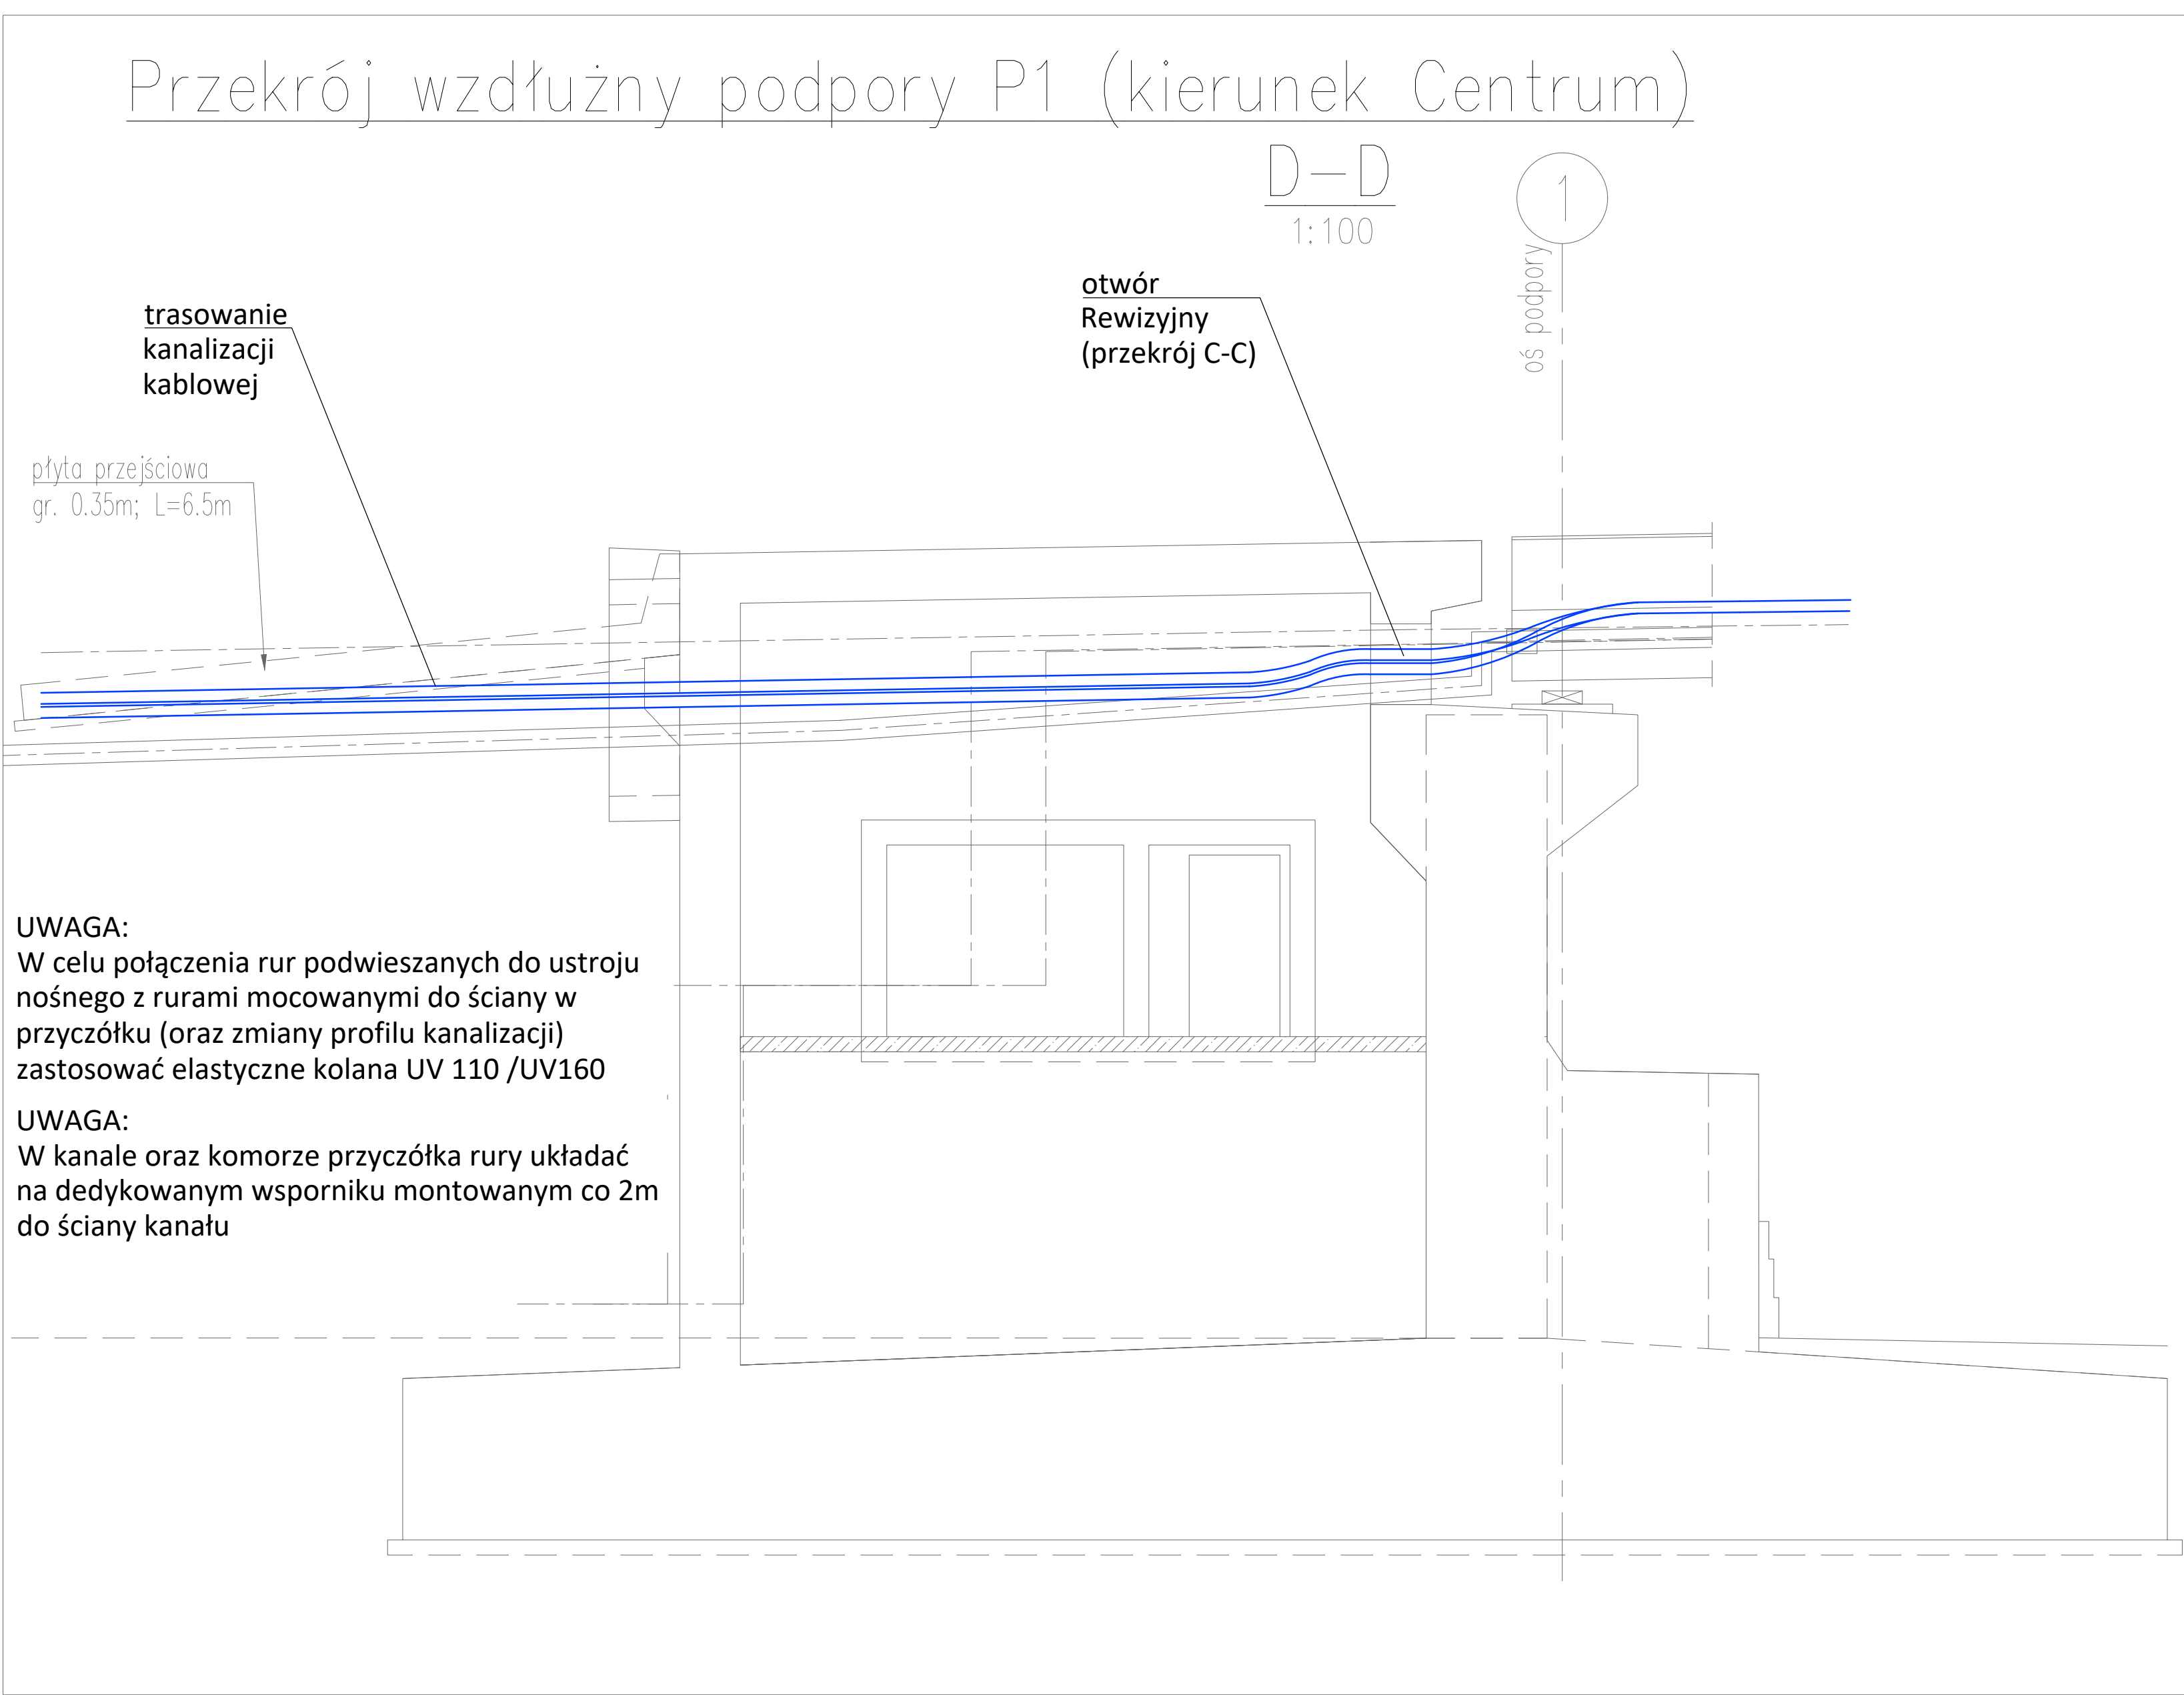 Przekrój wzdłużny podpory P1 (kierunek Centrum)
D-D
1:100
1
oś podpory
otwór
Rewizyjny
(przekrój C-C)
trasowanie
kanalizacji
kablowej
płyta przejściowa
gr. 0.35m; L=6.5m
UWAGA:
W celu połączenia rur podwieszanych do ustroju
nośnego z rurami mocowanymi do ściany w
przyczółku (oraz zmiany profilu kanalizacji)
zastosować elastyczne kolana UV 110 /UV160
UWAGA:
W kanale oraz komorze przyczółka rury układać
na dedykowanym wsporniku montowanym co 2m
do ściany kanału